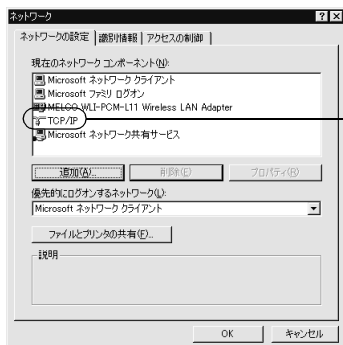 ネットワーク
ネットワークの設定 識別情報 アクセスの制御
現在のネットワーク コンポーネント(N):
Microsoft ネットワーク クライアント
Microsoft ファミリ ログオン
MELCO WLI-PCM-L11 Wireless LAN Adapter
TCP/IP
Microsoft ネットワーク共有サービス
追加(A)... 削除(E) プロパティ(R)
優先的にログオンするネットワーク(L):
Microsoft ネットワーク クライアント
ファイルとプリンタの共有(F)...
説明
OK キャンセル